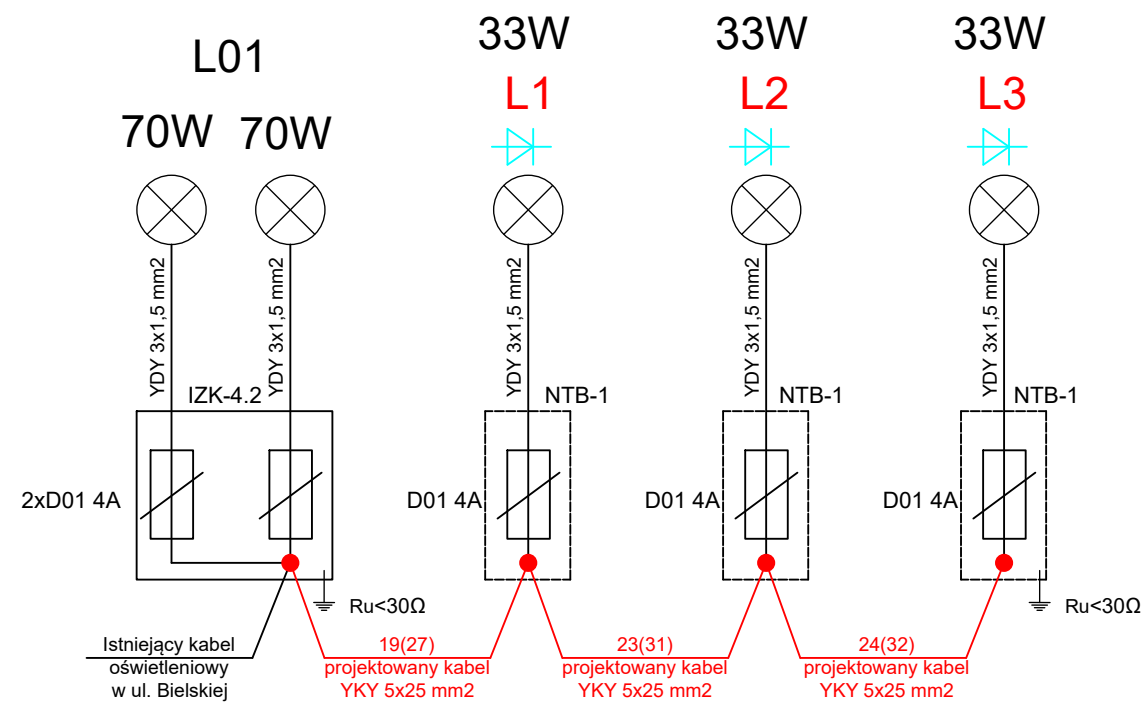 L01
70W 70W
33W
L1
33W
L2
33W
L3
YDY 3x1,5 mm2
YDY 3x1,5 mm2
YDY 3x1,5 mm2
YDY 3x1,5 mm2
YDY 3x1,5 mm2
IZK-4.2
NTB-1
NTB-1
NTB-1
2xD01 4A
D01 4A
D01 4A
D01 4A
Ru<30Ω
Ru<30Ω
Istniejący kabel
oświetleniowy
w ul. Bielskiej
19(27)
projektowany kabel
YKY 5x25 mm2
23(31)
projektowany kabel
YKY 5x25 mm2
24(32)
projektowany kabel
YKY 5x25 mm2